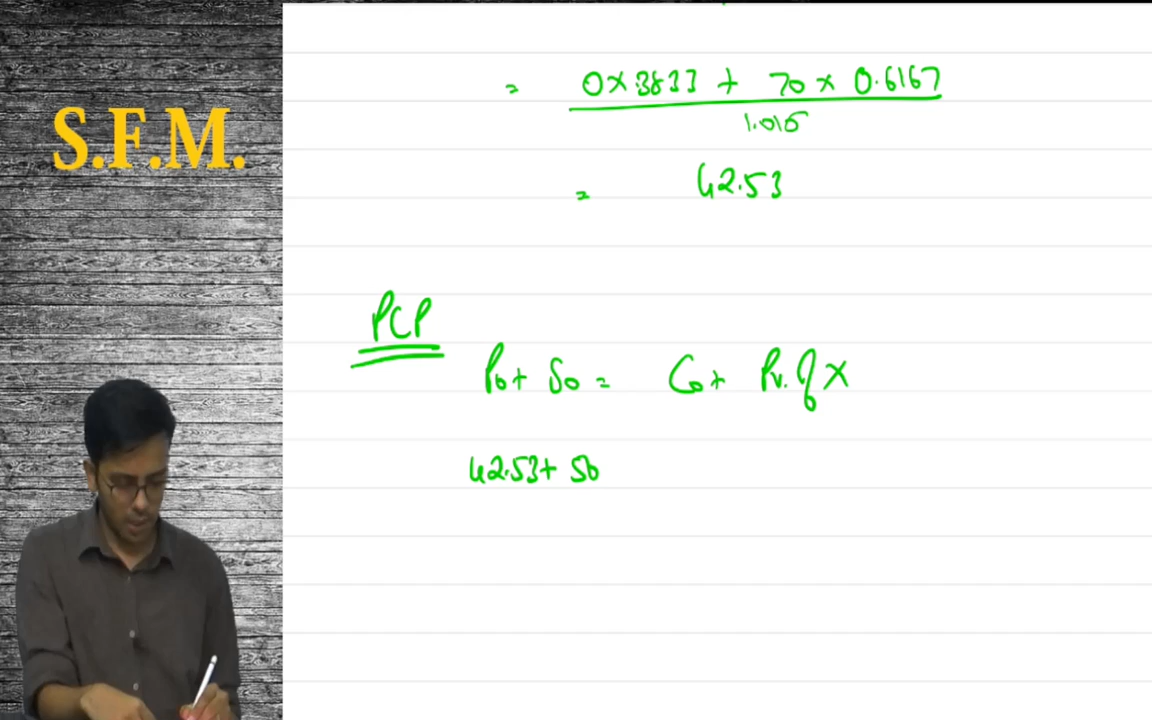 S.F.M.
= 0 x .3833 + 70 x 0.6167
1.015
= 42.53
PCP
P0 + S0 = C0 + Pv. of X
42.53 + S0